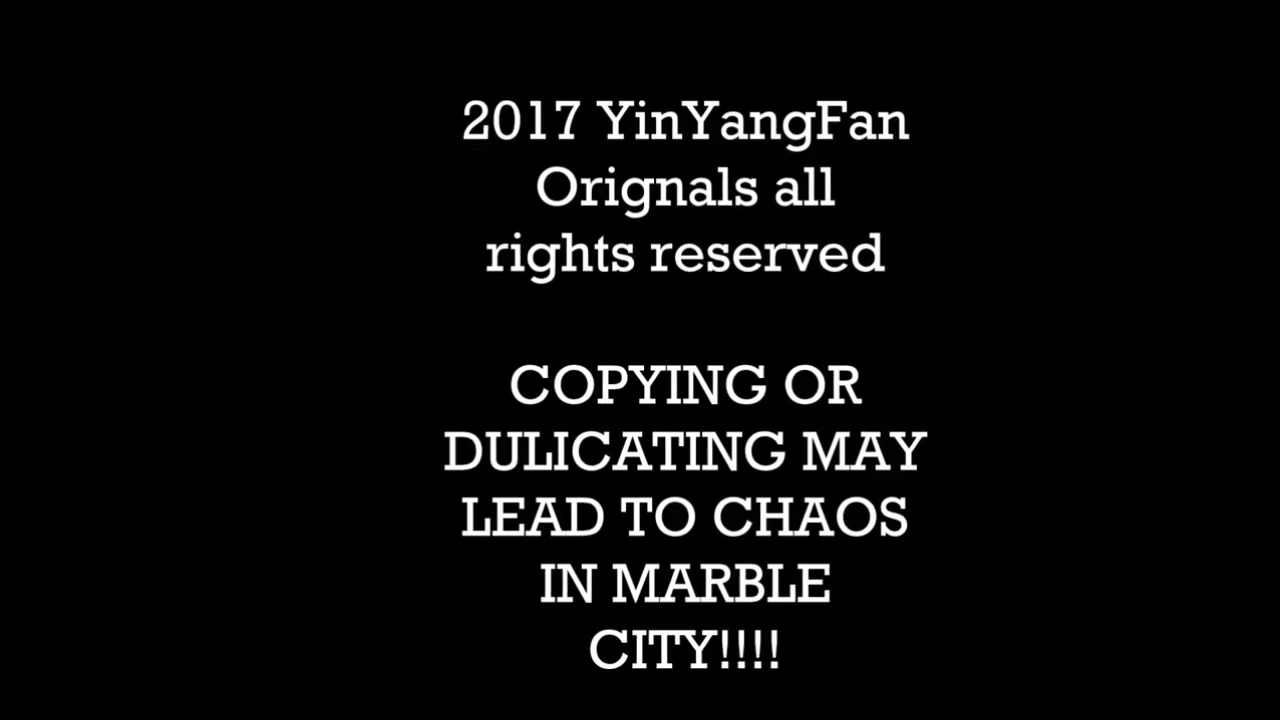 2017 YinYangFan
Orignals all
rights reserved
COPYING OR
DULICATING MAY
LEAD TO CHAOS
IN MARBLE
CITY!!!!